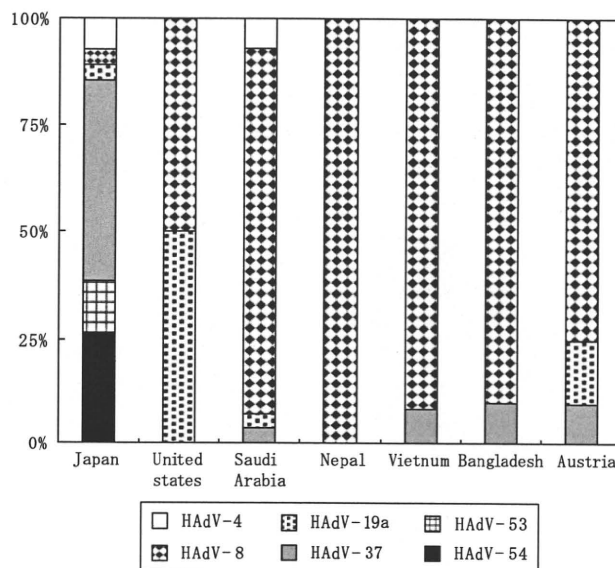 100%
75%
50%
25%
0%
Japan United states Saudi Arabia Nepal Vietnum Bangladesh Austria
HAdV-4 HAdV-19a HAdV-53
HAdV-8 HAdV-37 HAdV-54